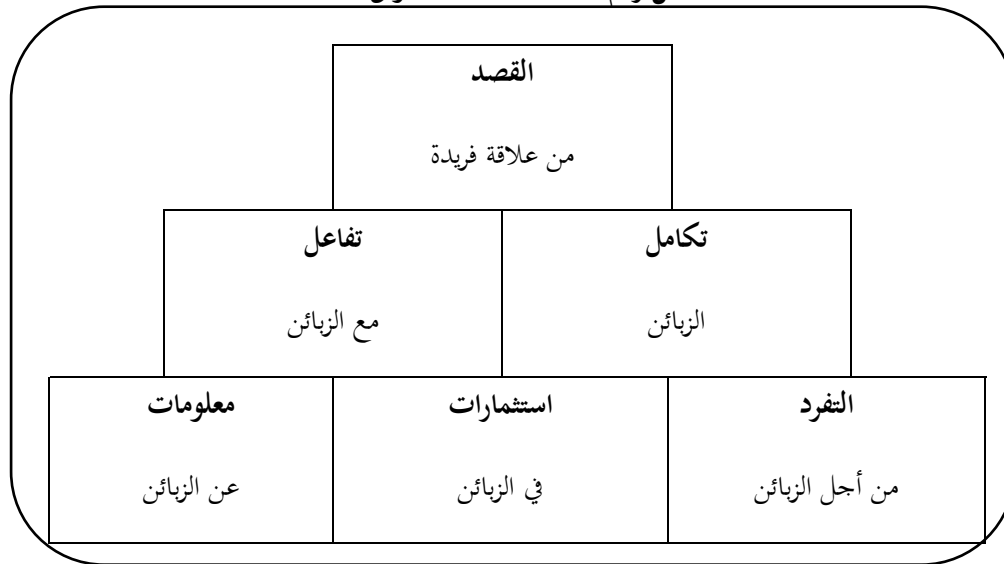 القصد
من علاقة فريدة
تكامل
تفاعل
الزبائن
مع الزبائن
التفرد
استثمارات
معلومات
من أجل الزبائن
في الزبائن
عن الزبائن